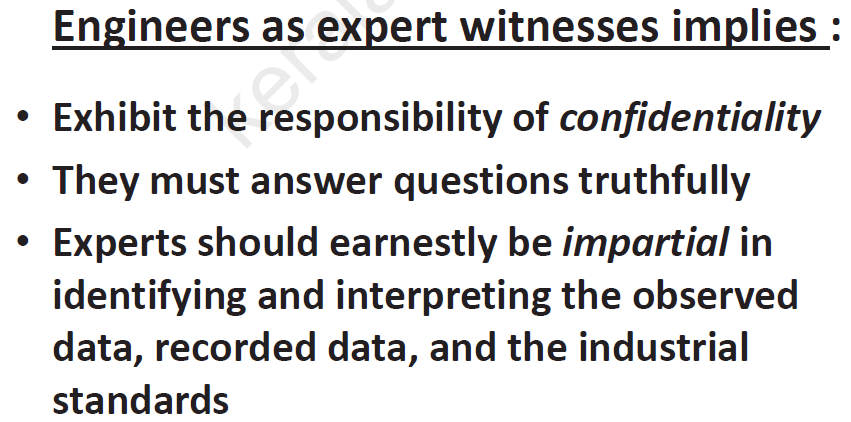 Engineers as expert witnesses implies :
• Exhibit the responsibility of confidentiality
• They must answer questions truthfully
• Experts should earnestly be impartial in
identifying and interpreting the observed
data, recorded data, and the industrial
standards
kerala